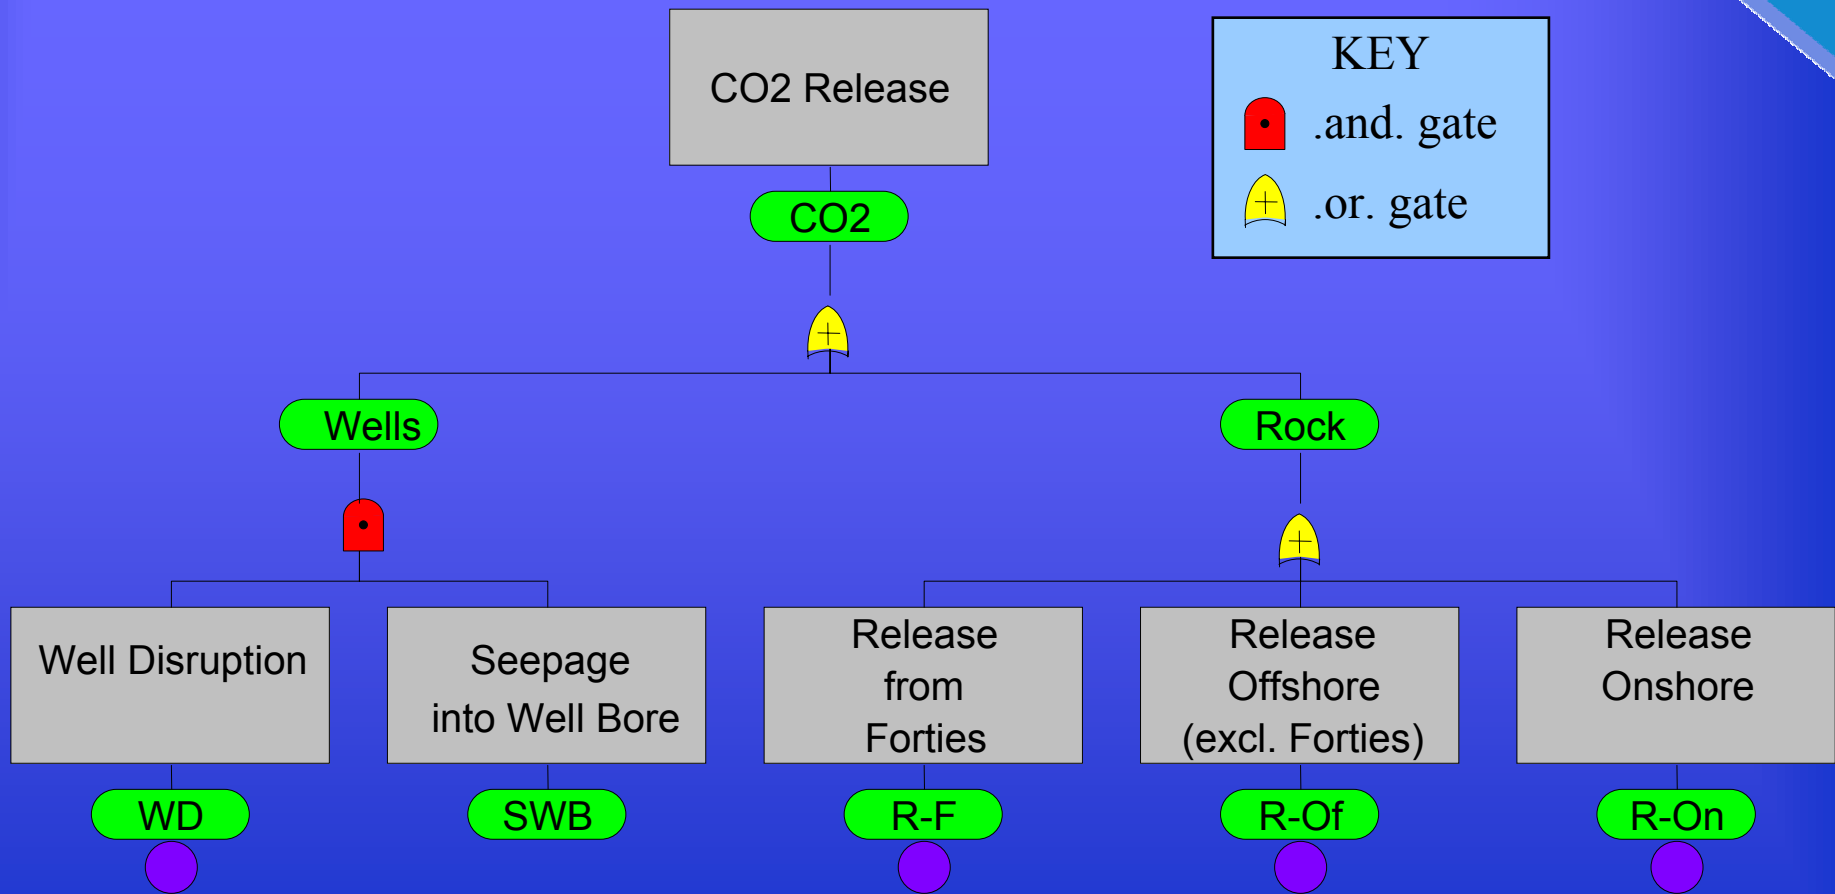 CO2 Release
KEY
.and. gate
.or. gate
CO2
Wells
Rock
Well Disruption
Seepage
into Well Bore
Release
from
Forties
Release
Offshore
(excl. Forties)
Release
Onshore
WD
SWB
R-F
R-Of
R-On